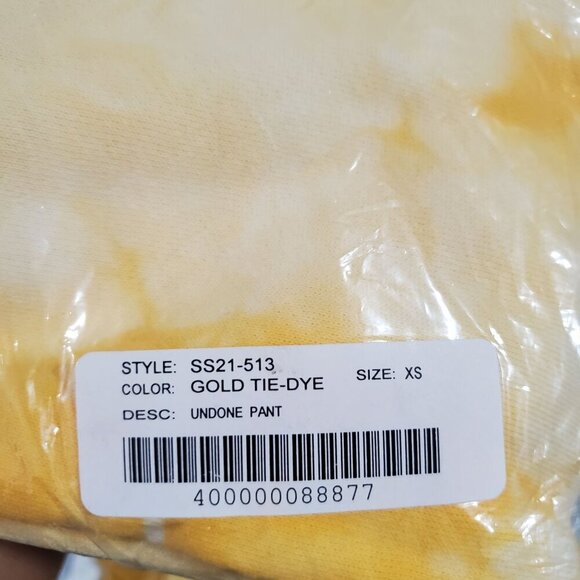 STYLE: SS21-513
COLOR: GOLD TIE-DYE SIZE: XS
DESC: UNDONE PANT
400000088877